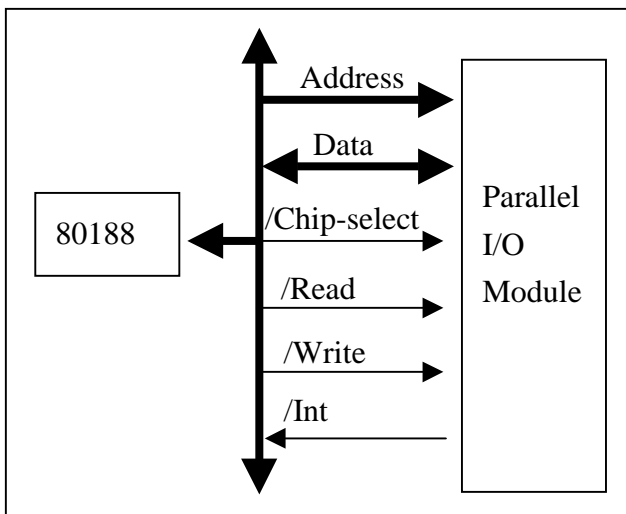 Address
Data
80188
/Chip-select
/Read
/Write
/Int
Parallel
I/O
Module